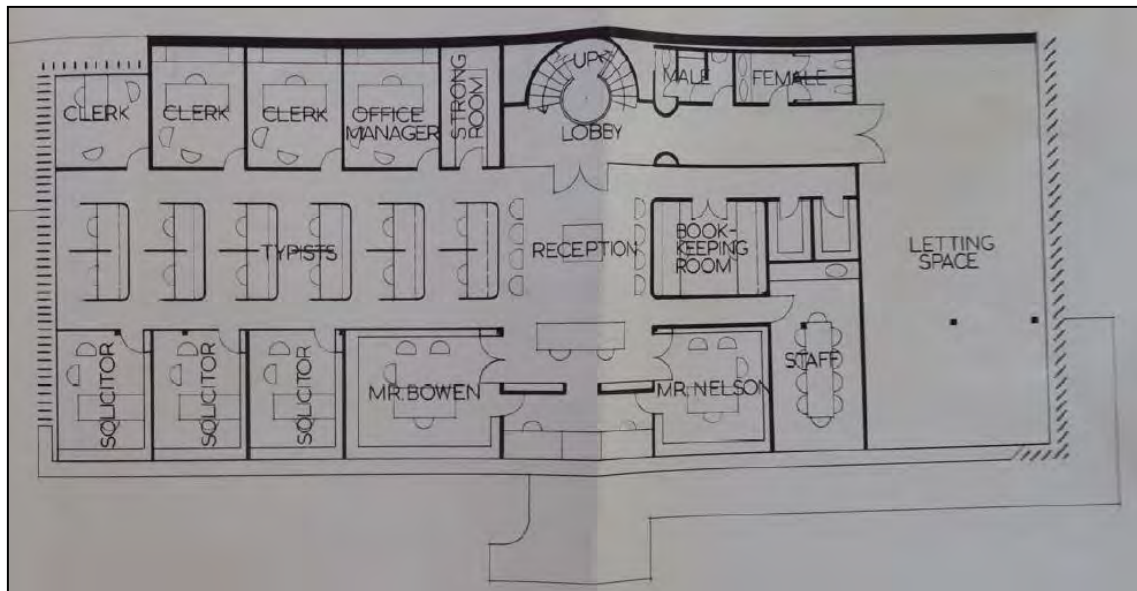 UP
MALE
FEMALE
CLERK
CLERK
CLERK
OFFICE
MANAGER
STRONG
ROOM
LOBBY
TYPISTS
RECEPTION
BOOK-
KEEPING
ROOM
LETTING
SPACE
SOLICITOR
SOLICITOR
SOLICITOR
MR. BOWEN
MR. NELSON
STAFF